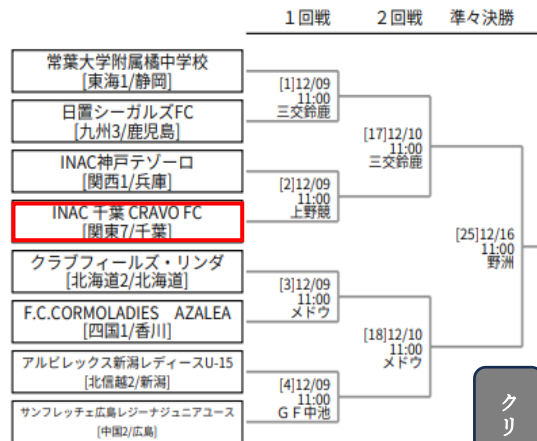 1回戦 2回戦 準々決勝
常葉大学附属橘中学校
[東海1/静岡]
[1]12/09
11:00
三交鈴鹿
日置シーガルズFC
[九州3/鹿児島]
[17]12/10
11:00
三交鈴鹿
INAC神戸テゾーロ
[関西1/兵庫]
[2]12/09
11:00
上野競
INAC 千葉 CRAVO FC
[関東7/千葉]
[25]12/16
11:00
野洲
クラブフィールズ・リンダ
[北海道2/北海道]
[3]12/09
11:00
メドウ
F.C.CORMOLADIES AZALEA
[四国1/香川]
[18]12/10
11:00
メドウ
アルビレックス新潟レディースU-15
[北信越2/新潟]
[4]12/09
11:00
GF中池
サンフレッチェ広島レジーナジュニアユース
[中国2/広島]
クリ